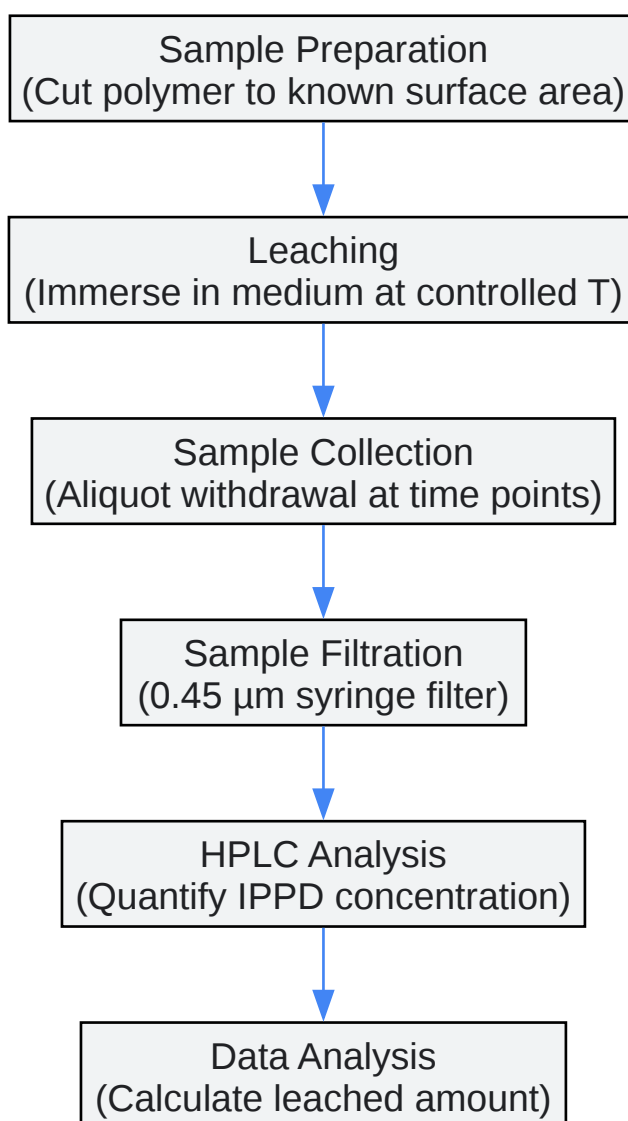 Sample Preparation
(Cut polymer to known surface area)
Leaching
(Immerse in medium at controlled T)
Sample Collection
(Aliquot withdrawal at time points)
Sample Filtration
(0.45 µm syringe filter)
HPLC Analysis
(Quantify IPPD concentration)
Data Analysis
(Calculate leached amount)